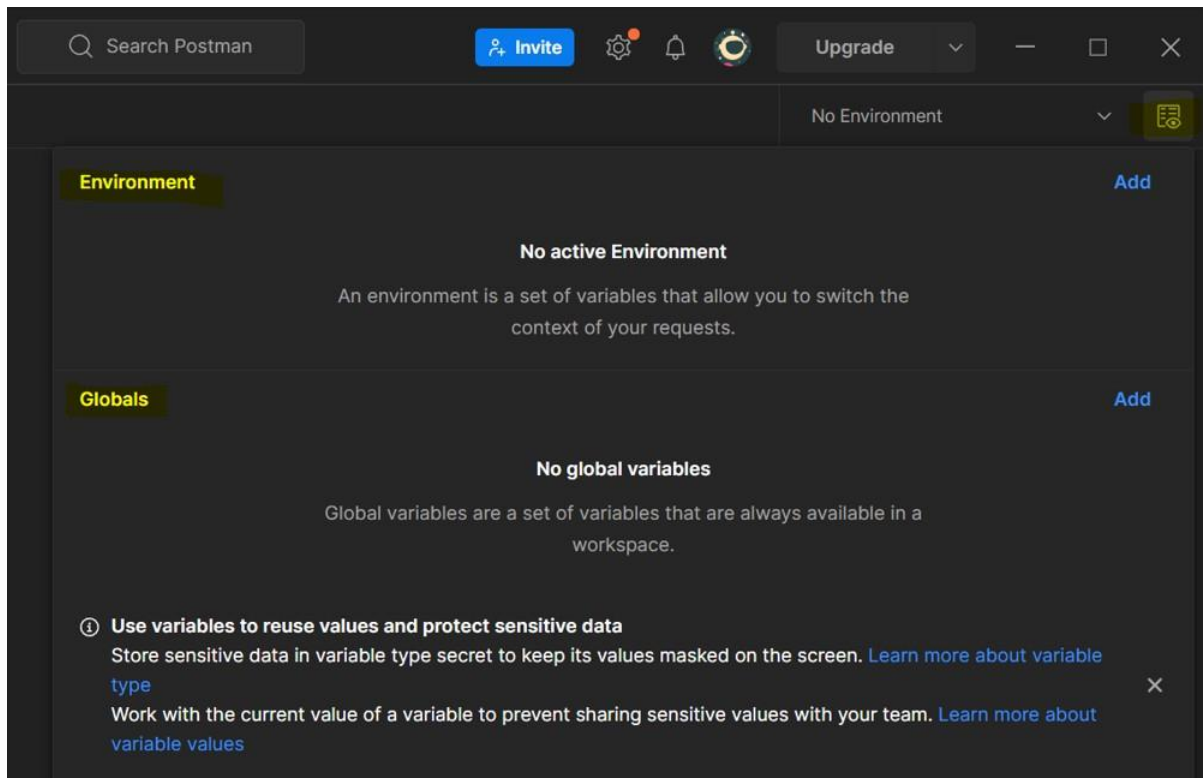 Search Postman
Invite
Upgrade
No Environment
Environment
Add
No active Environment
An environment is a set of variables that allow you to switch the
context of your requests.
Globals
Add
No global variables
Global variables are a set of variables that are always available in a
workspace.
Use variables to reuse values and protect sensitive data
Store sensitive data in variable type secret to keep its values masked on the screen. Learn more about variable
type
Work with the current value of a variable to prevent sharing sensitive values with your team. Learn more about
variable values